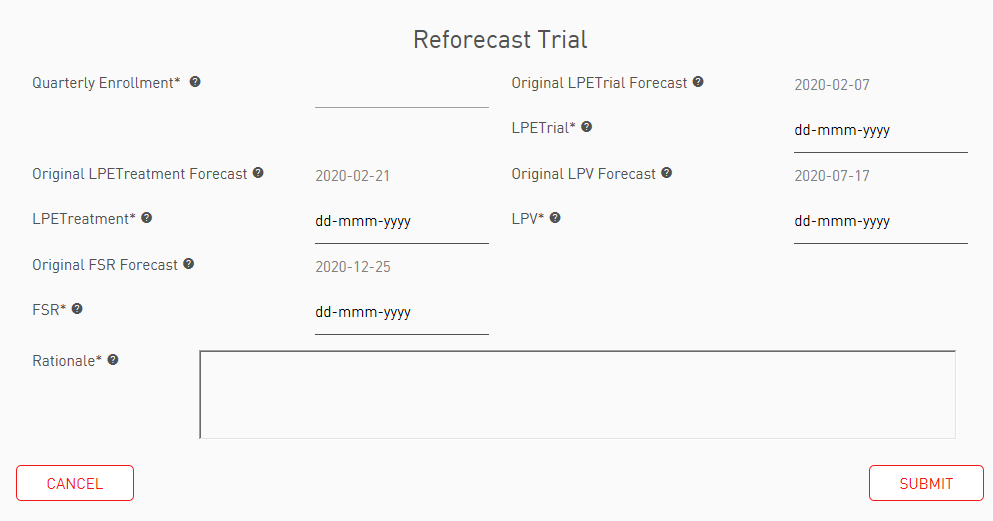 Reforecast Trial
Quarterly Enrollment* ?
Original LPETrial Forecast ? 2020-02-07
LPETrial* ? dd-mmm-yyyy
Original LPETreatment Forecast ? 2020-02-21
Original LPV Forecast ? 2020-07-17
LPETreatment* ? dd-mmm-yyyy
LPV* ? dd-mmm-yyyy
Original FSR Forecast ? 2020-12-25
FSR* ? dd-mmm-yyyy
Rationale* ?
CANCEL
SUBMIT